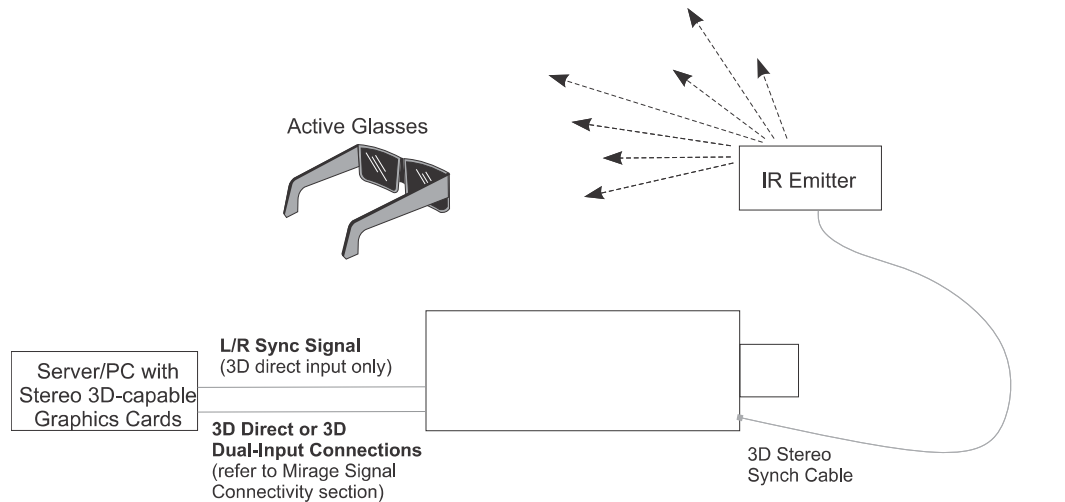 Active Glasses
IR Emitter
L/R Sync Signal
(3D direct input only)
Server/PC with
Stereo 3D-capable
Graphics Cards
3D Direct or 3D
Dual-Input Connections
(refer to Mirage Signal
Connectivity section)
3D Stereo
Synch Cable